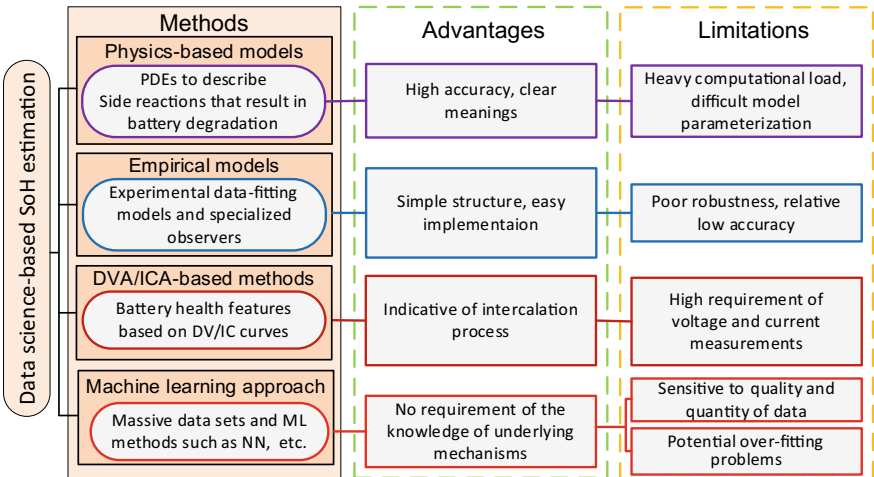 Data science-based SoH estimation
Methods
Physics-based models
PDEs to describe
Side reactions that result in
battery degradation
Empirical models
Experimental data-fitting
models and specialized
observers
DVA/ICA-based methods
Battery health features
based on DV/IC curves
Machine learning approach
Massive data sets and ML
methods such as NN, etc.
Advantages
High accuracy, clear
meanings
Simple structure, easy
implementaion
Indicative of intercalation
process
No requirement of the
knowledge of underlying
mechanisms
Limitations
Heavy computational load,
difficult model
parameterization
Poor robustness, relative
low accuracy
High requirement of
voltage and current
measurements
Sensitive to quality and
quantity of data
Potential over-fitting
problems